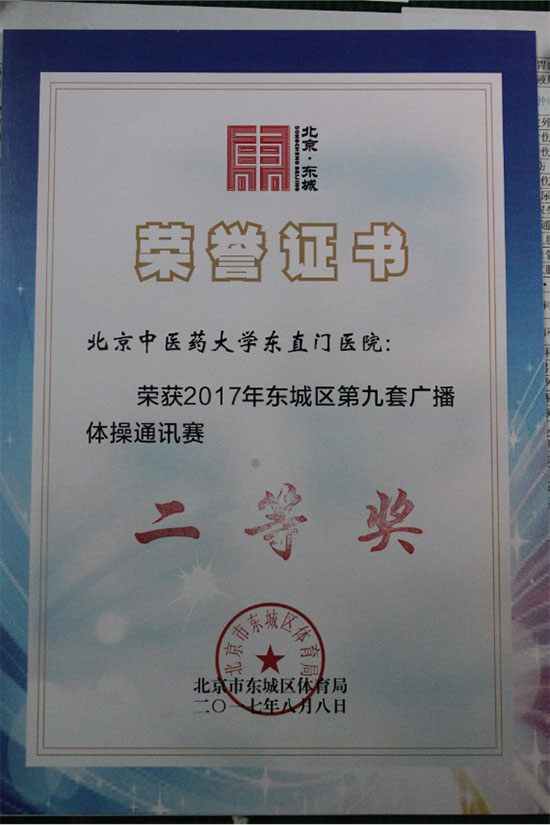 北京·东城
DONGCHENG BEIJING
荣誉证书
北京中医药大学东直门医院：
荣获2017年东城区第九套广播
体操通讯赛
二等奖
北京市东城区体育局
北京市东城区体育局
二〇一七年八月八日